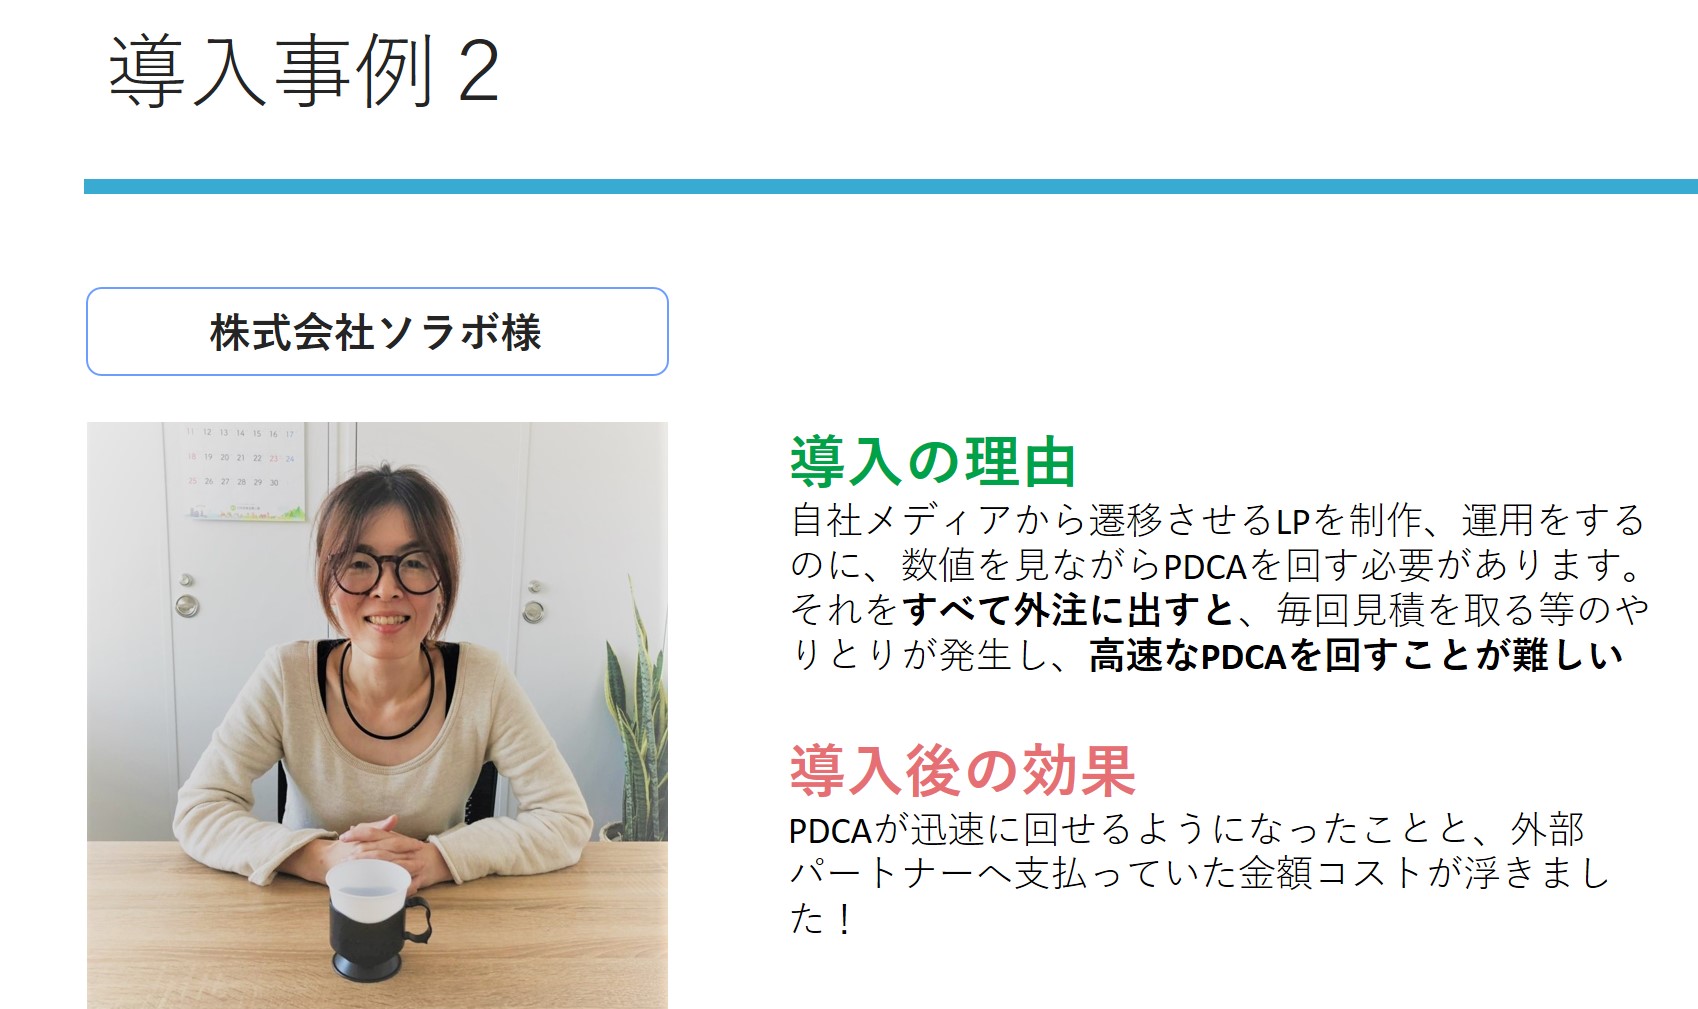 導入事例２
株式会社ソラボ様
11 12 13 14 15 16 17
18 19 20 21 22 23 24
25 26 27 28 29 30
導入の理由
自社メディアから遷移させるLPを制作、運用をする
のに、数値を見ながらPDCAを回す必要があります。
それをすべて外注に出すと、毎回見積を取る等のや
りとりが発生し、高速なPDCAを回すことが難しい
導入後の効果
PDCAが迅速に回せるようになったことと、外部
パートナーへ支払っていた金額コストが浮きまし
た！